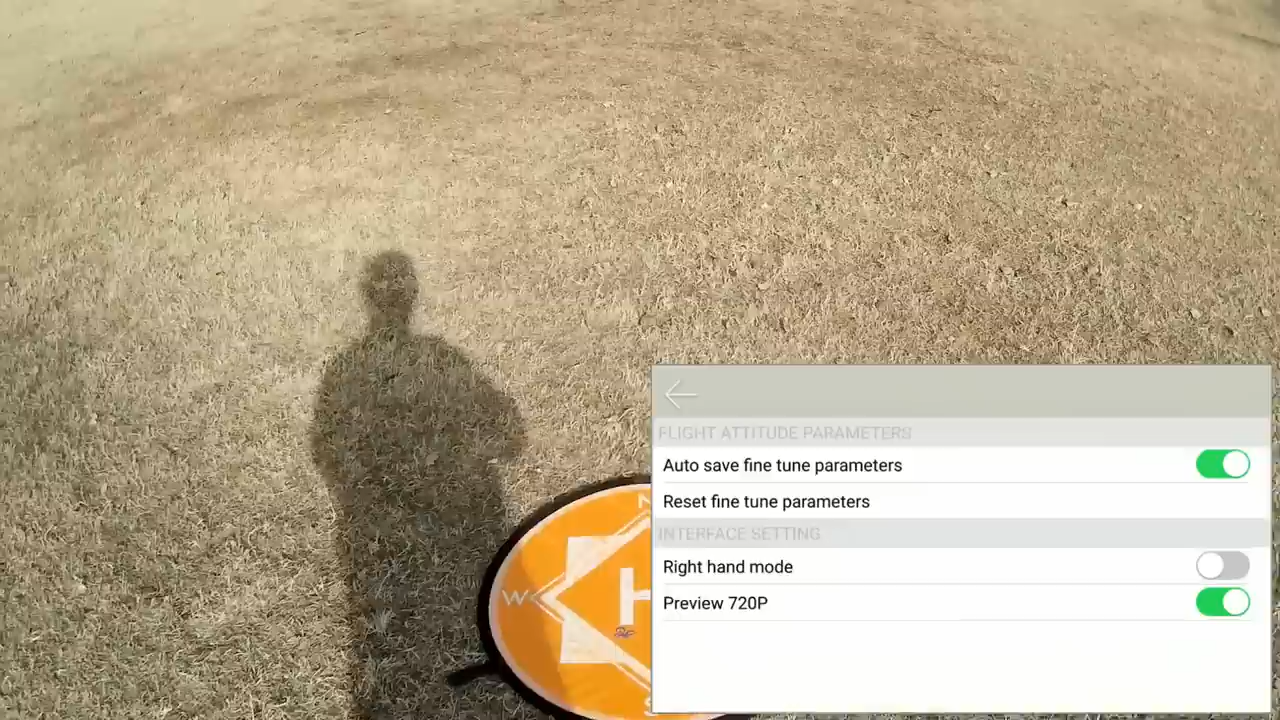 FLIGHT ATTITUDE PARAMETERS
Auto save fine tune parameters
Reset fine tune parameters
INTERFACE SETTING
Right hand mode
Preview 720P
N
W
H